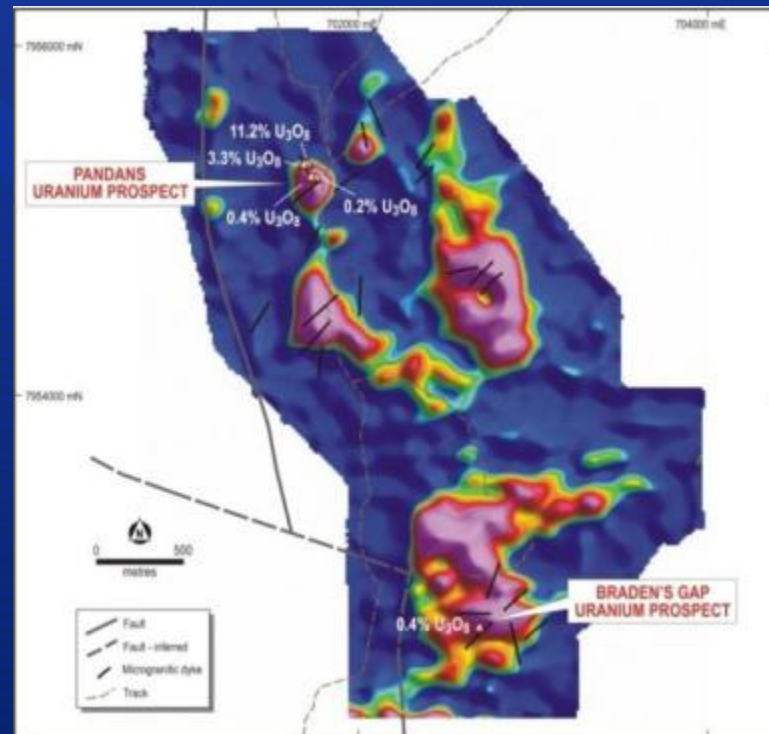 702000 mE
704000 mE
7956000 mN
11.2% U₃O₈
3.3% U₃O₈
PANDANS
URANIUM PROSPECT
0.4% U₃O₈
0.2% U₃O₈
7954000 mN
N
0 500
metres
BRADEN'S GAP
URANIUM PROSPECT
0.4% U₃O₈
Fault
Fault - inferred
Microgranitic dyke
Track